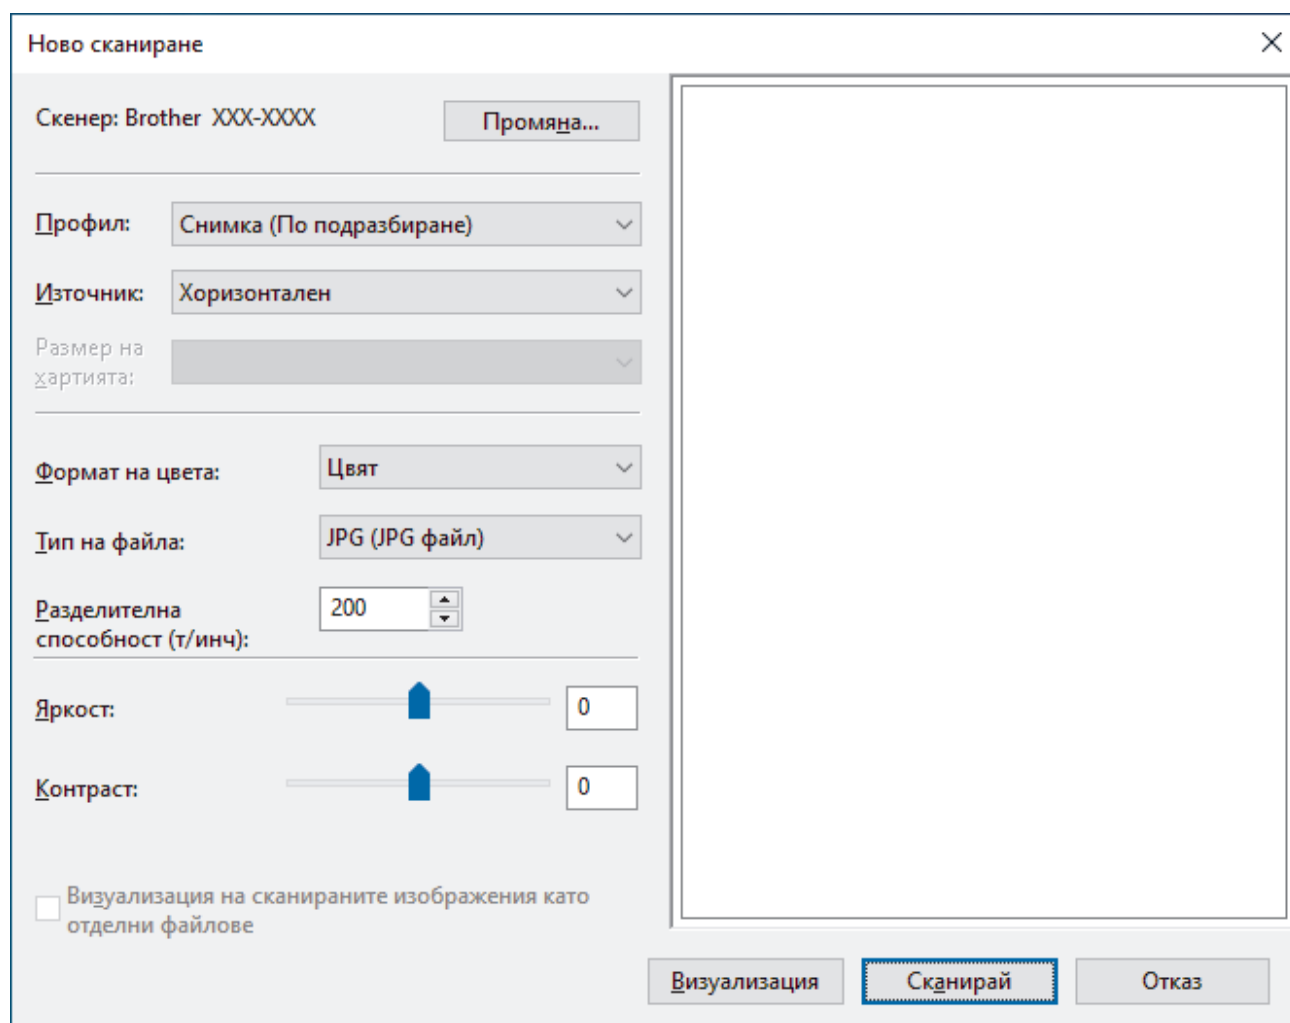 Ново сканиране
Скенер: Brother XXX-XXXX
Промяна...
Профил:
Снимка (По подразбиране)
Източник:
Хоризонтален
Размер на
хартията:
Формат на цвета:
Цвят
Тип на файла:
JPG (JPG файл)
Разделителна
способност (т/инч):
200
Яркост:
0
Контраст:
0
Визуализация на сканираните изображения като
отделни файлове
Визуализация
Сканирай
Отказ